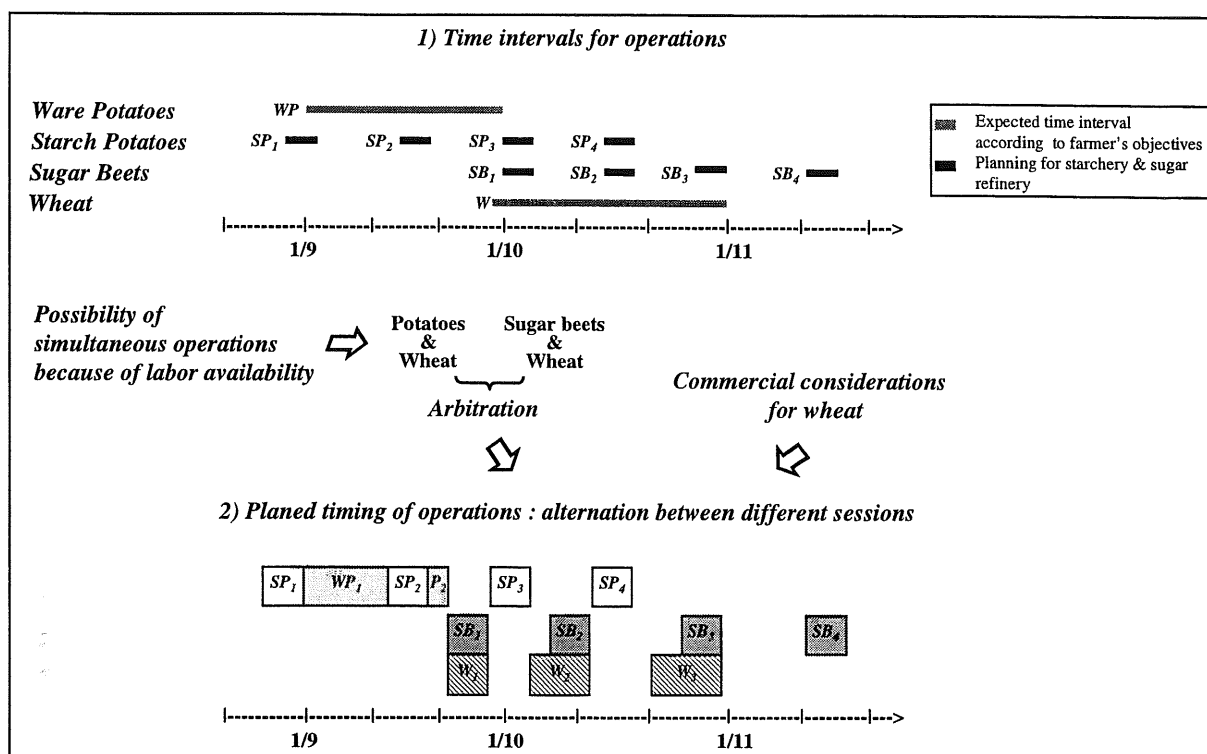 1) Time intervals for operations
Ware Potatoes
WP
Starch Potatoes
SP1 SP2 SP3 SP4
Sugar Beets
SB1 SB2 SB3 SB4
Wheat
W
1/9 1/10 1/11
Expected time interval
according to farmer's objectives
Planning for starchery & sugar
refinery
Possibility of
simultaneous operations
because of labor availability
Potatoes
&
Wheat
Sugar beets
&
Wheat
Arbitration
Commercial considerations
for wheat
2) Planed timing of operations : alternation between different sessions
SP1 WP1 SP2 P2 SP3 SP4
SB1 SB2 SB3 SB4
W1 W2 W3
1/9 1/10 1/11